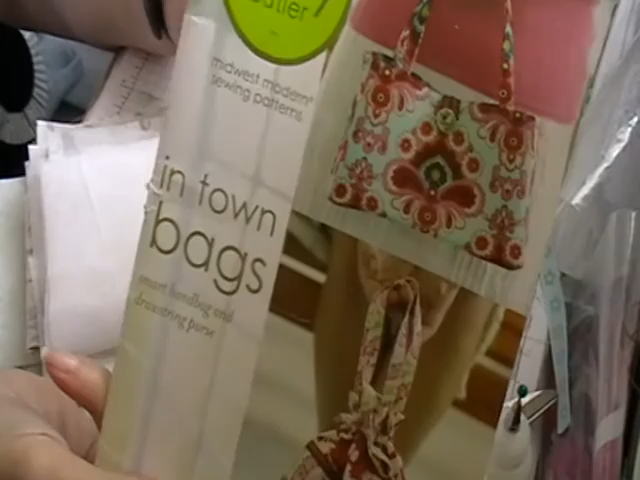 butler
midwest modern®
sewing patterns
in town
bags
smart handbag and
drawstring purse